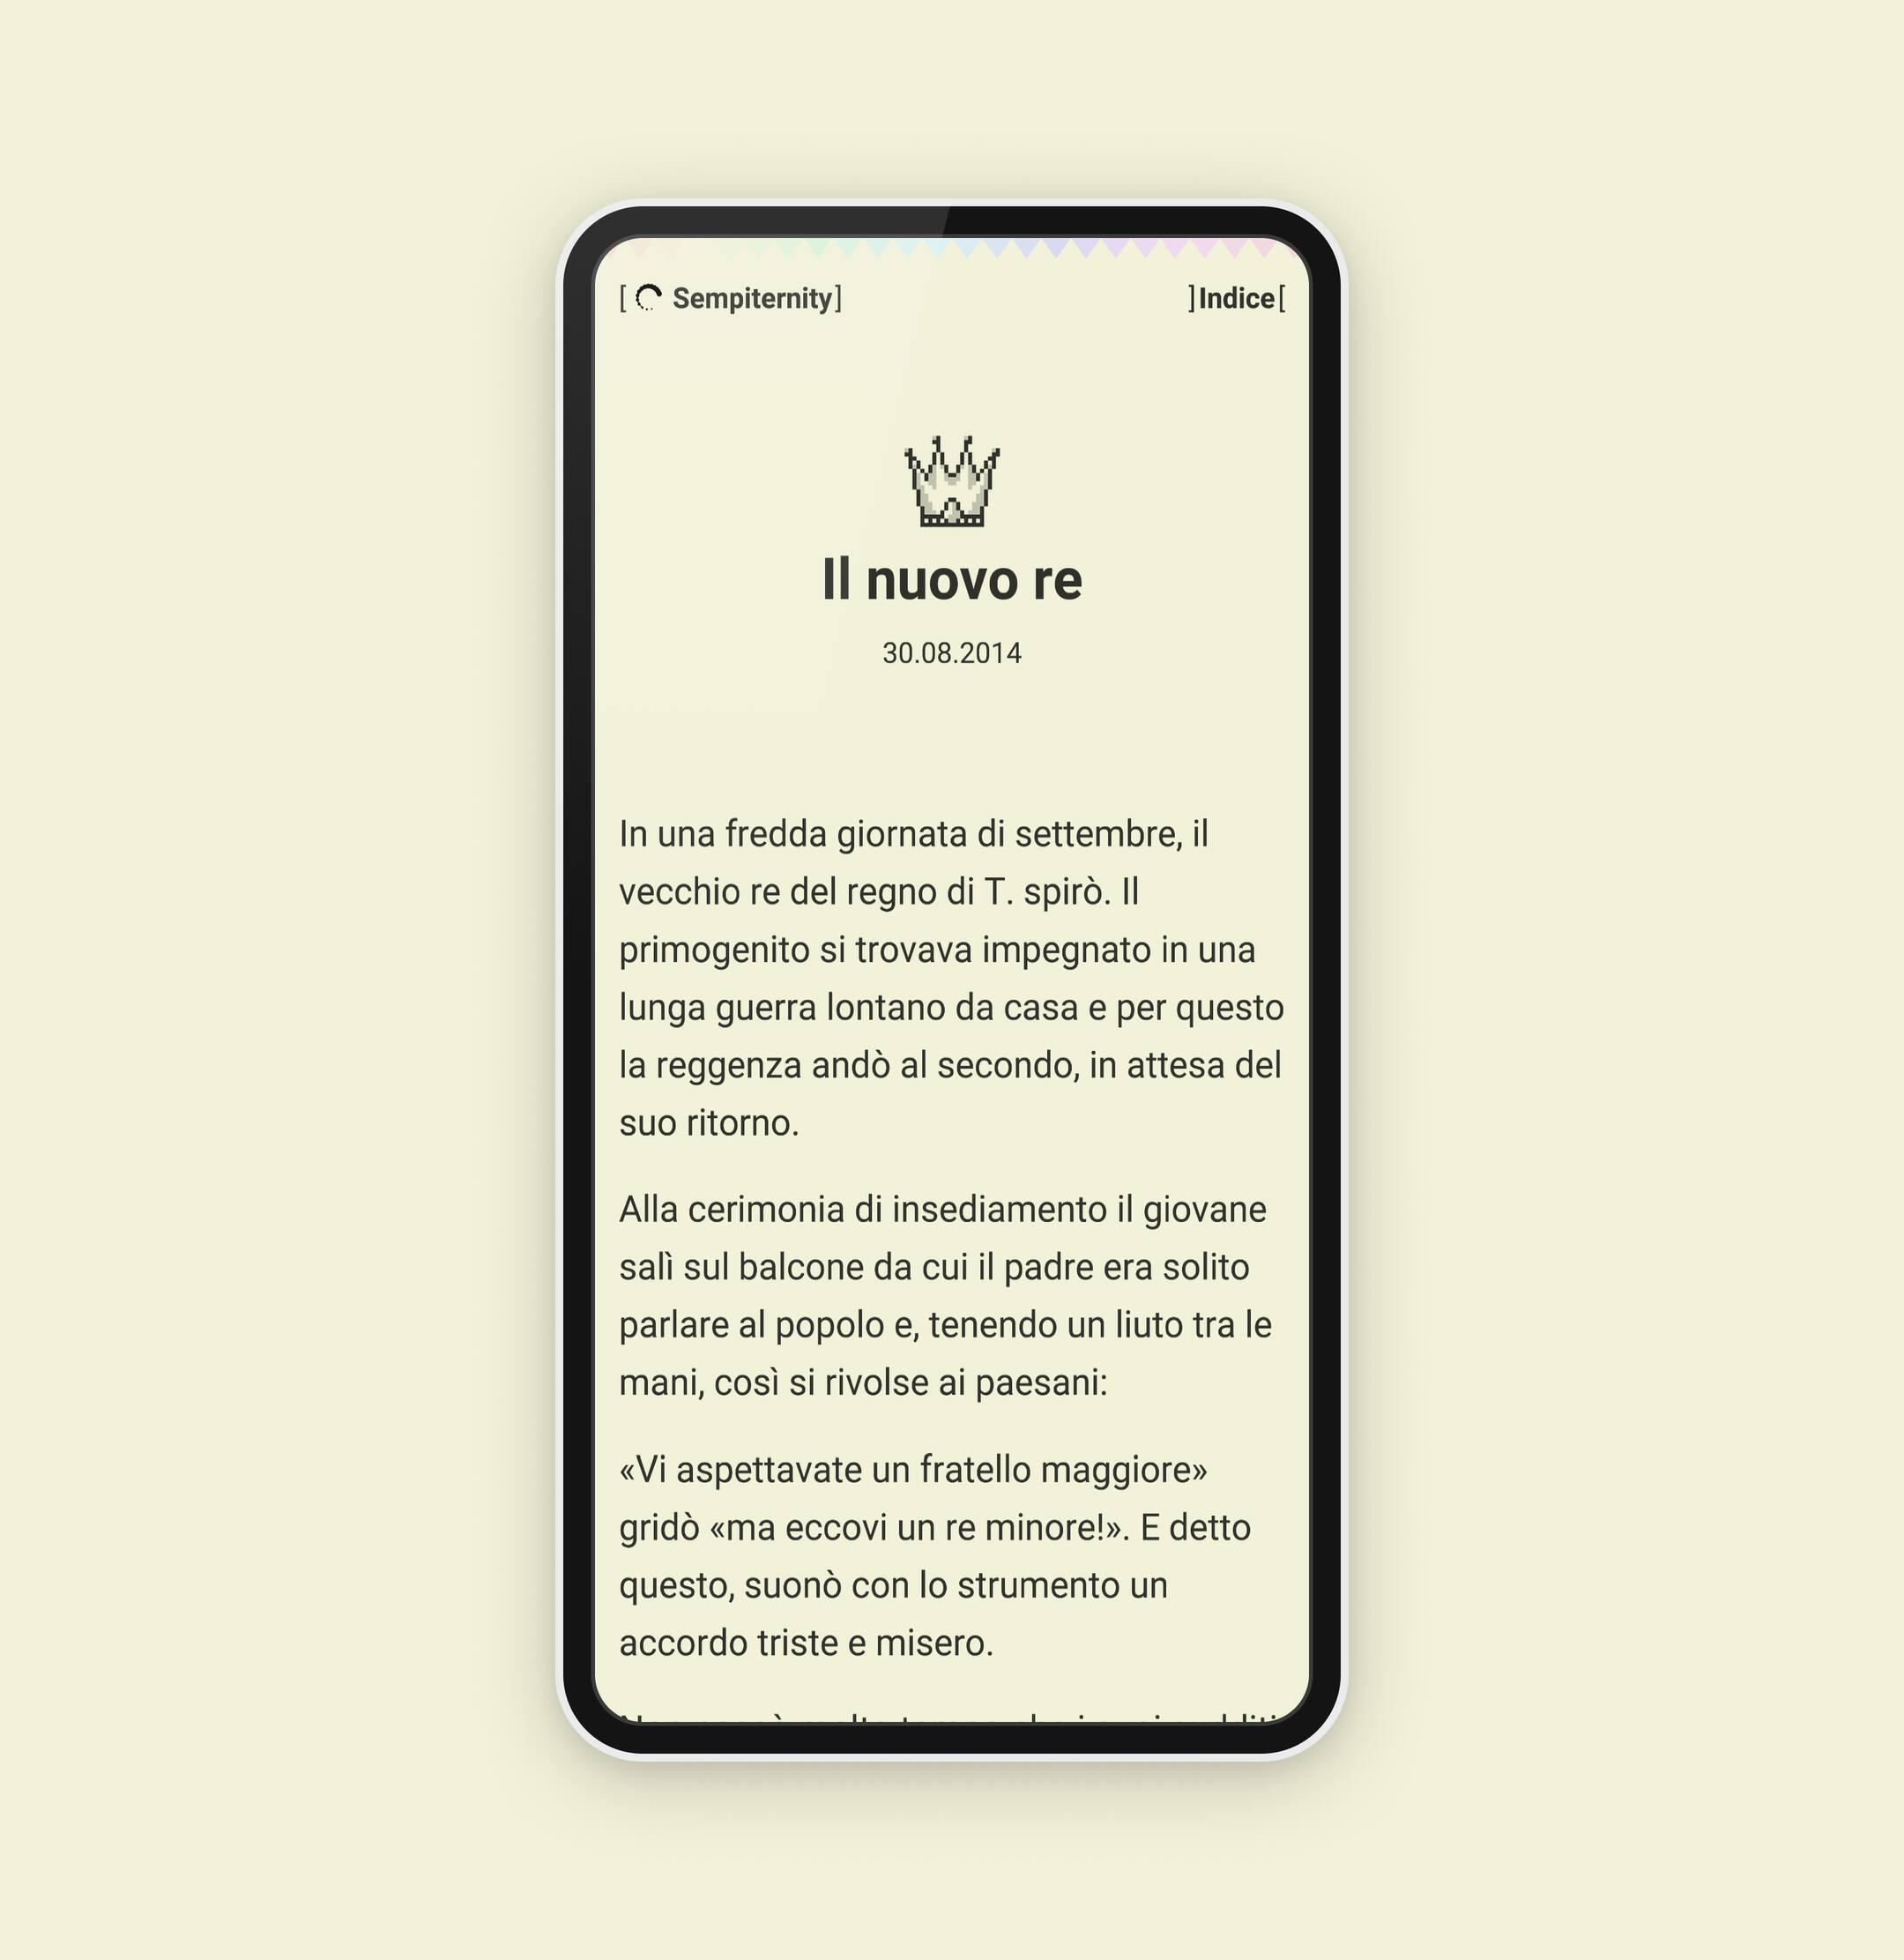 [ Sempiternity]
]Indice[
Il nuovo re
30.08.2014
In una fredda giornata di settembre, il
vecchio re del regno di T. spirò. Il
primogenito si trovava impegnato in una
lunga guerra lontano da casa e per questo
la reggenza andò al secondo, in attesa del
suo ritorno.
Alla cerimonia di insediamento il giovane
salì sul balcone da cui il padre era solito
parlare al popolo e, tenendo un liuto tra le
mani, così si rivolse ai paesani:
«Vi aspettavate un fratello maggiore»
gridò «ma eccovi un re minore!». E detto
questo, suonò con lo strumento un
accordo triste e misero.